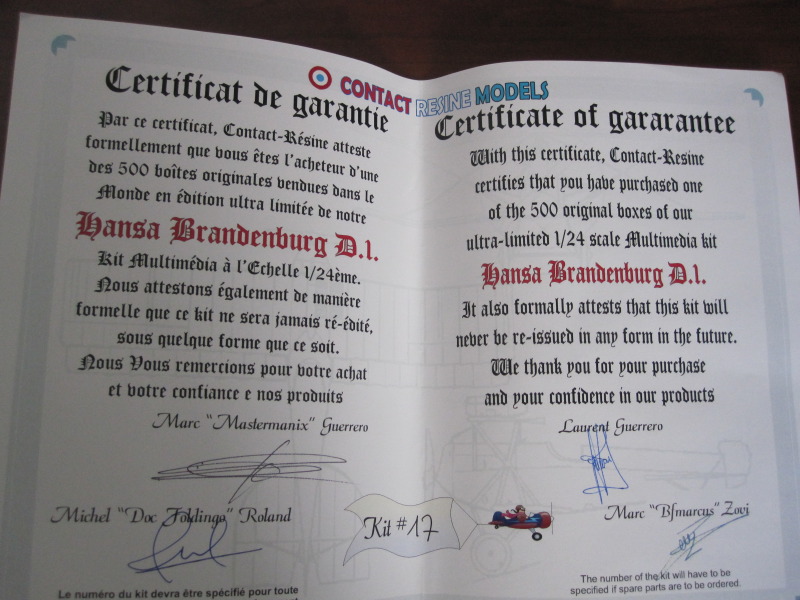 CONTACT RESINE MODELS
Certificat de garantie
Par ce certificat, Contact-Résine atteste
formellement que vous êtes l'acheteur d'une
des 500 boîtes originales vendues dans le
Monde en édition ultra limitée de notre
Hansa Brandenburg D.1.
Kit Multimédia à l'Echelle 1/24ème.
Nous attestons également de manière
formelle que ce kit ne sera jamais ré-édité,
sous quelque forme que ce soit.
Nous Vous remercions pour votre achat
et votre confiance e nos produits
Marc "Mastermanix" Guerrero
Michel "Doc Foldingo" Roland
Le numéro du kit devra être spécifié pour toute
Kit #17
Certificate of gararantee
With this certificate, Contact-Resine
certifies that you have purchased one
of the 500 original boxes of our
ultra-limited 1/24 scale Multimedia kit
Hansa Brandenburg D.1.
It also formally attests that this kit will
never be re-issued in any form in the future.
We thank you for your purchase
and your confidence in our products
Laurent Guerrero
Marc "Bfmarcus" Zovi
The number of the kit will have to be
specified if spare parts are to be ordered.